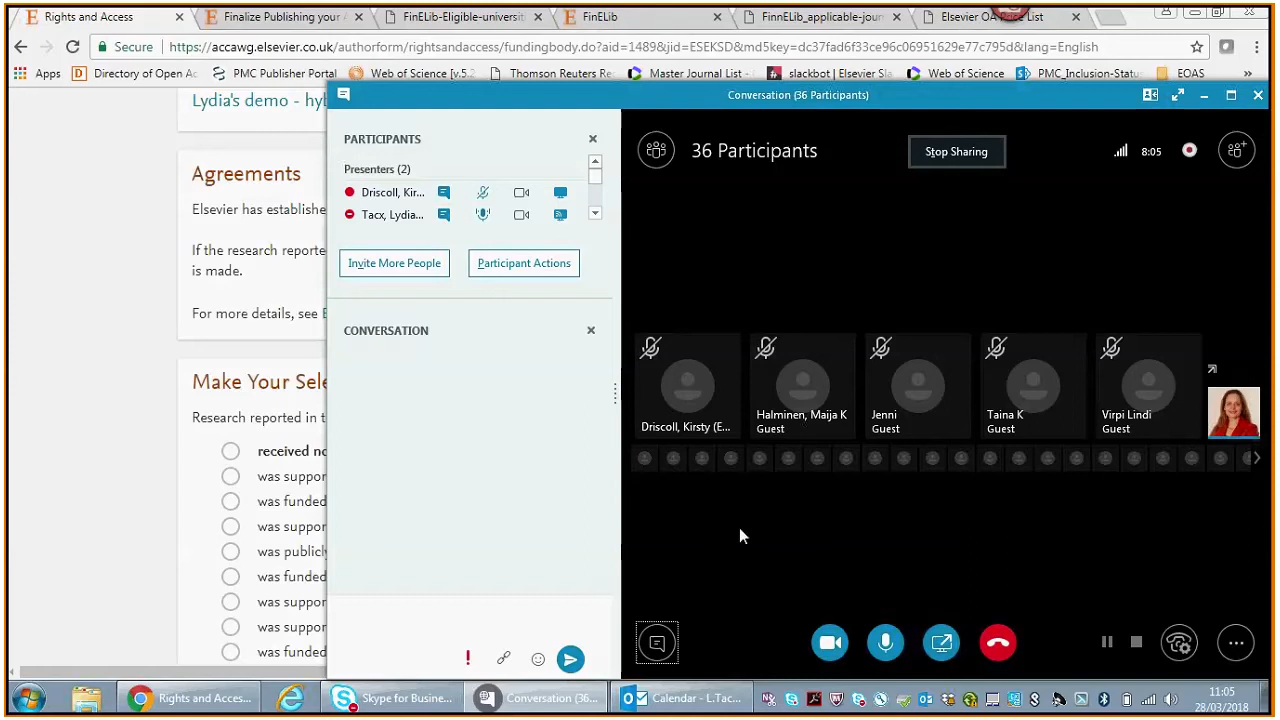 Rights and Access
Finalize Publishing your A
FinELib-Eligible-universiti
FinELib
FinnELib_applicable-jour
Elsevier OA Price List
Secure
https://accawg.elsevier.co.uk/authorform/rightsandaccess/fundingbody.do?aid=1489&jid=ESEKSD&md5key=dc37fad6f33ce96c06951629e77c795d&lang=English
Apps
Directory of Open Ac
PMC Publisher Portal
Web of Science [v.5.2
Thomson Reuters Re
Master Journal List -
slackbot | Elsevier Sla
Web of Science
PMC_Inclusion-Status
EOAS
»
Lydia's demo - hyb
Agreements
Elsevier has establishe
If the research reporte
is made.
For more details, see E
Make Your Sele
Research reported in t
received no
was suppor
was funded
was suppor
was publicly
was funded
was suppor
was suppor
was funded
Conversation (36 Participants)
PARTICIPANTS
Presenters (2)
Driscoll, Kir...
Tacx, Lydia...
Invite More People
Participant Actions
CONVERSATION
36 Participants
Stop Sharing
8:05
Driscoll, Kirsty (E...
Halminen, Maija K
Guest
Jenni
Guest
Taina K
Guest
Virpi Lindi
Guest
Rights and Acces...
Skype for Busine...
Conversation (36...
Calendar - L.Tac...
11:05
28/03/2018